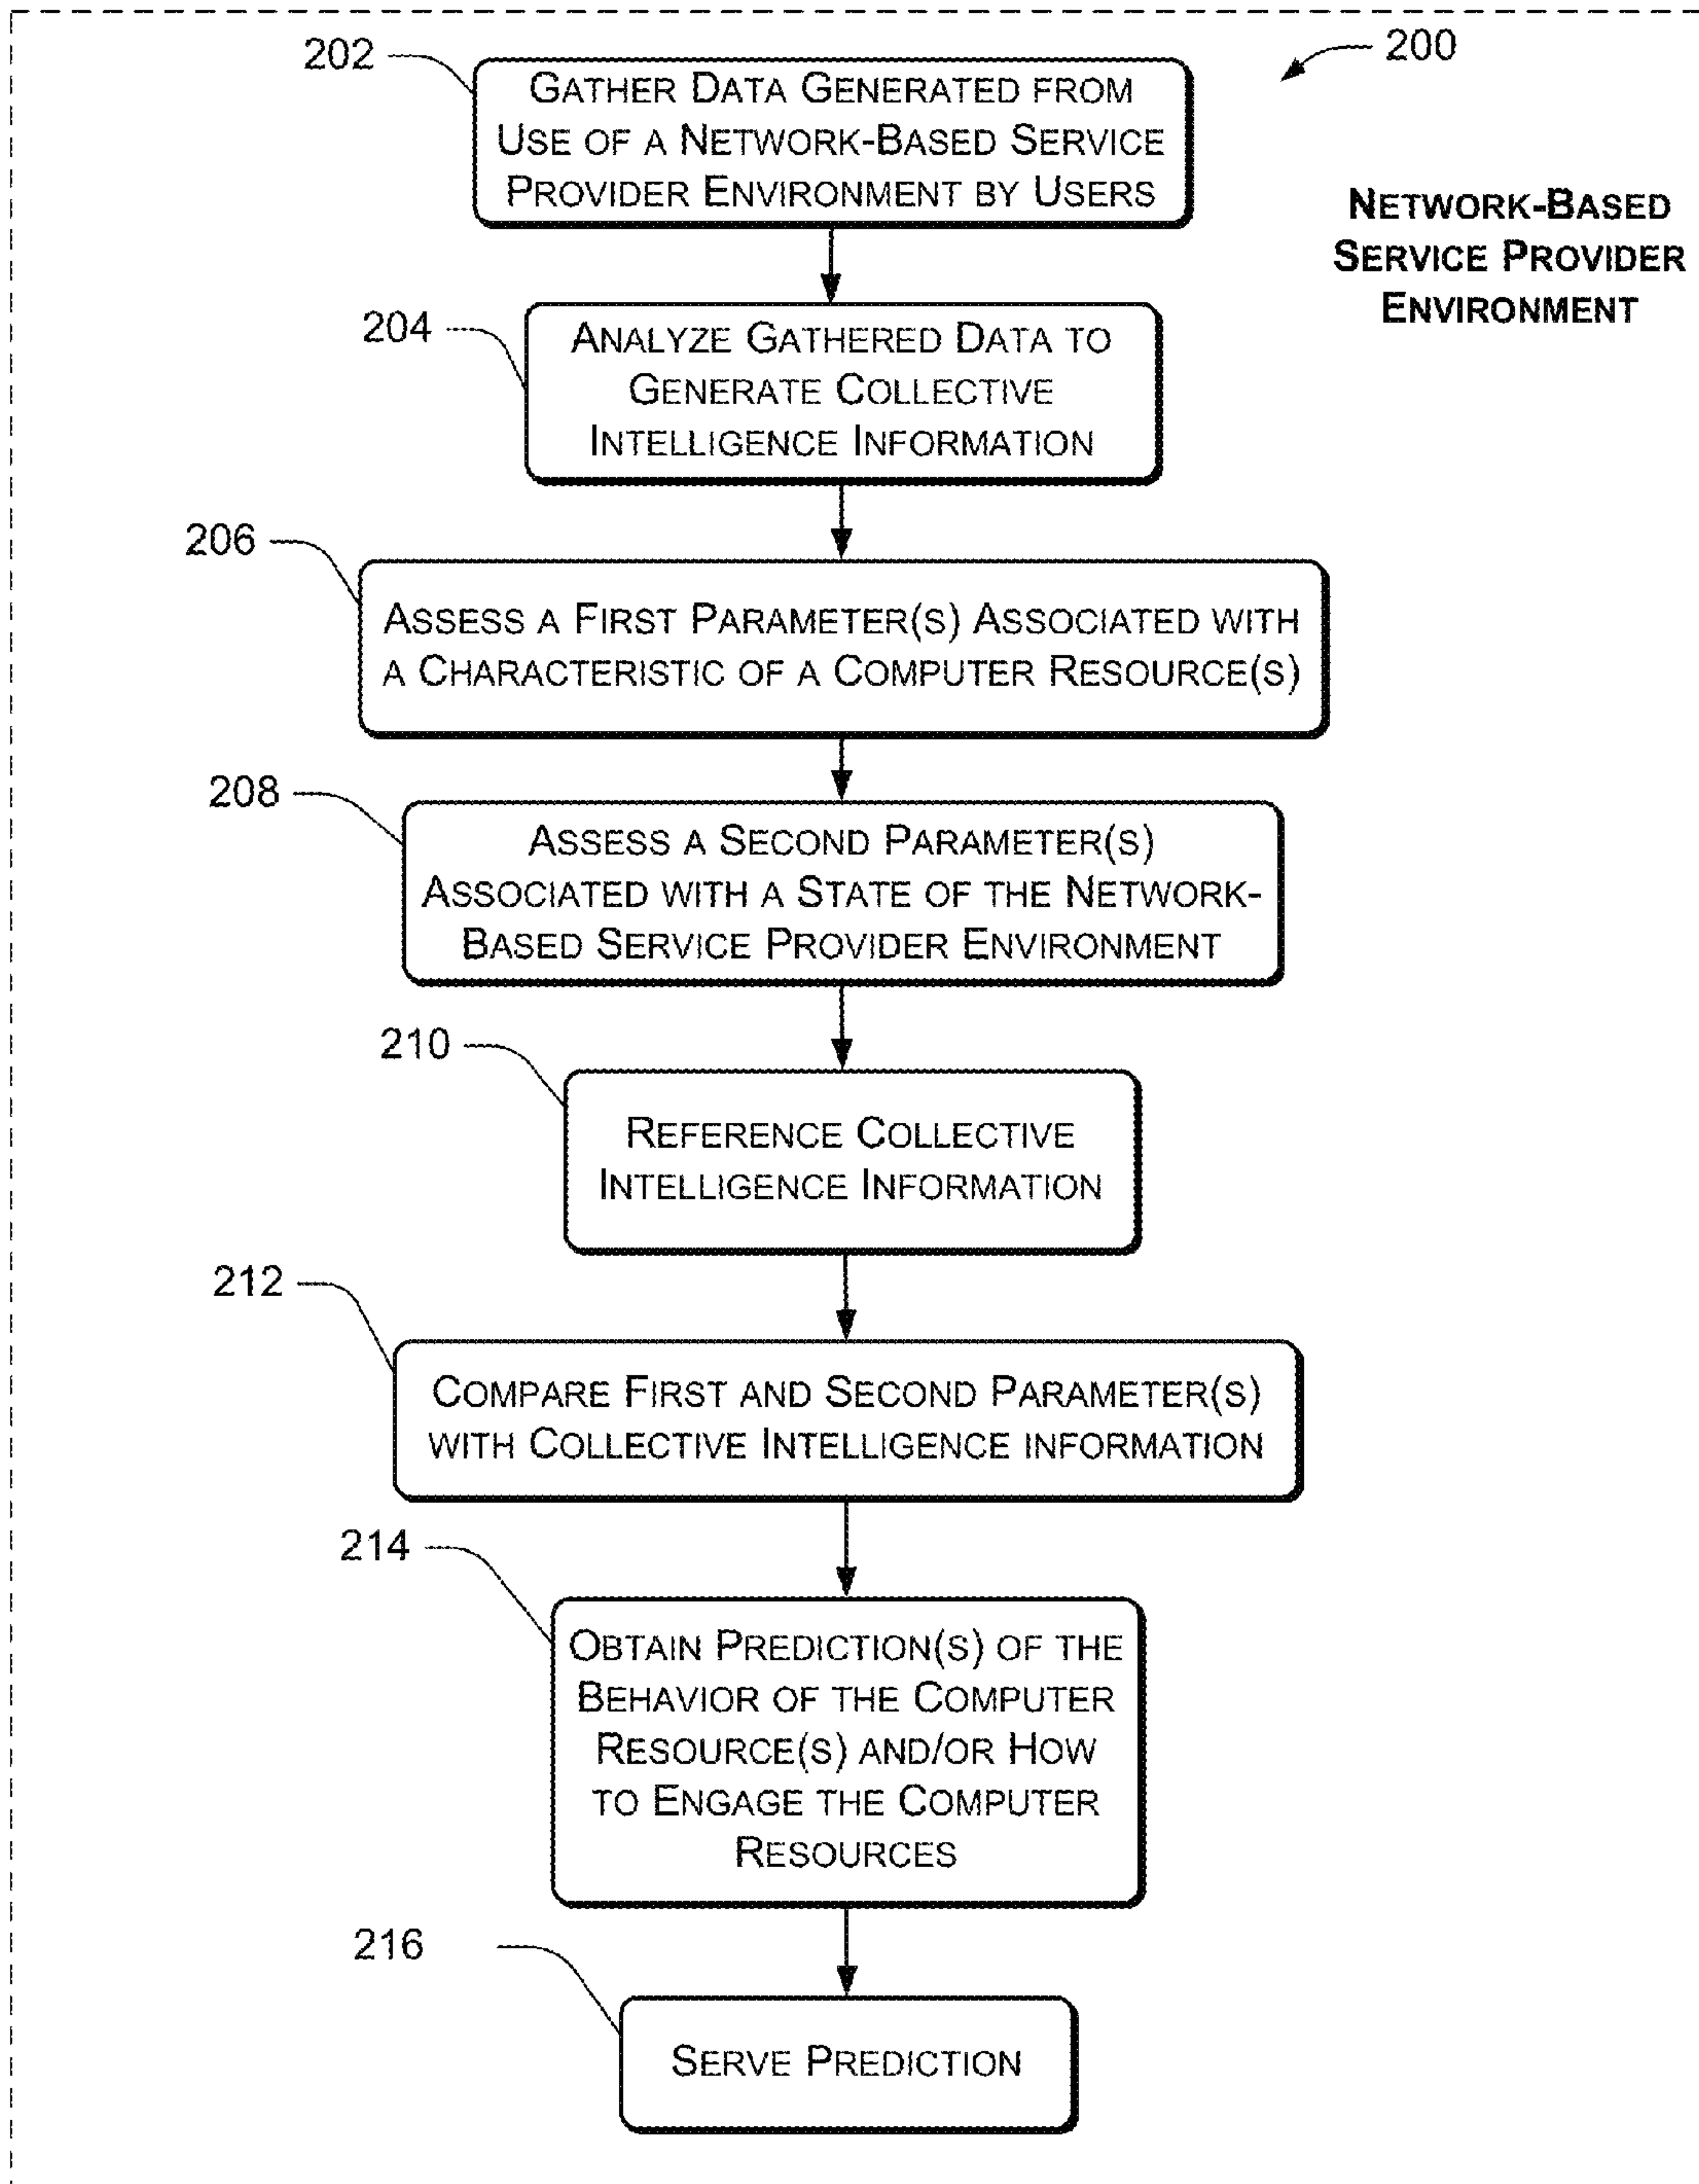 200
202
GATHER DATA GENERATED FROM
USE OF A NETWORK-BASED SERVICE
PROVIDER ENVIRONMENT BY USERS
NETWORK-BASED
SERVICE PROVIDER
ENVIRONMENT
204
ANALYZE GATHERED DATA TO
GENERATE COLLECTIVE
INTELLIGENCE INFORMATION
206
ASSESS A FIRST PARAMETER(S) ASSOCIATED WITH
A CHARACTERISTIC OF A COMPUTER RESOURCE(S)
208
ASSESS A SECOND PARAMETER(S)
ASSOCIATED WITH A STATE OF THE NETWORK-
BASED SERVICE PROVIDER ENVIRONMENT
210
REFERENCE COLLECTIVE
INTELLIGENCE INFORMATION
212
COMPARE FIRST AND SECOND PARAMETER(S)
WITH COLLECTIVE INTELLIGENCE INFORMATION
214
OBTAIN PREDICTION(S) OF THE
BEHAVIOR OF THE COMPUTER
RESOURCE(S) AND/OR HOW
TO ENGAGE THE COMPUTER
RESOURCES
216
SERVE PREDICTION